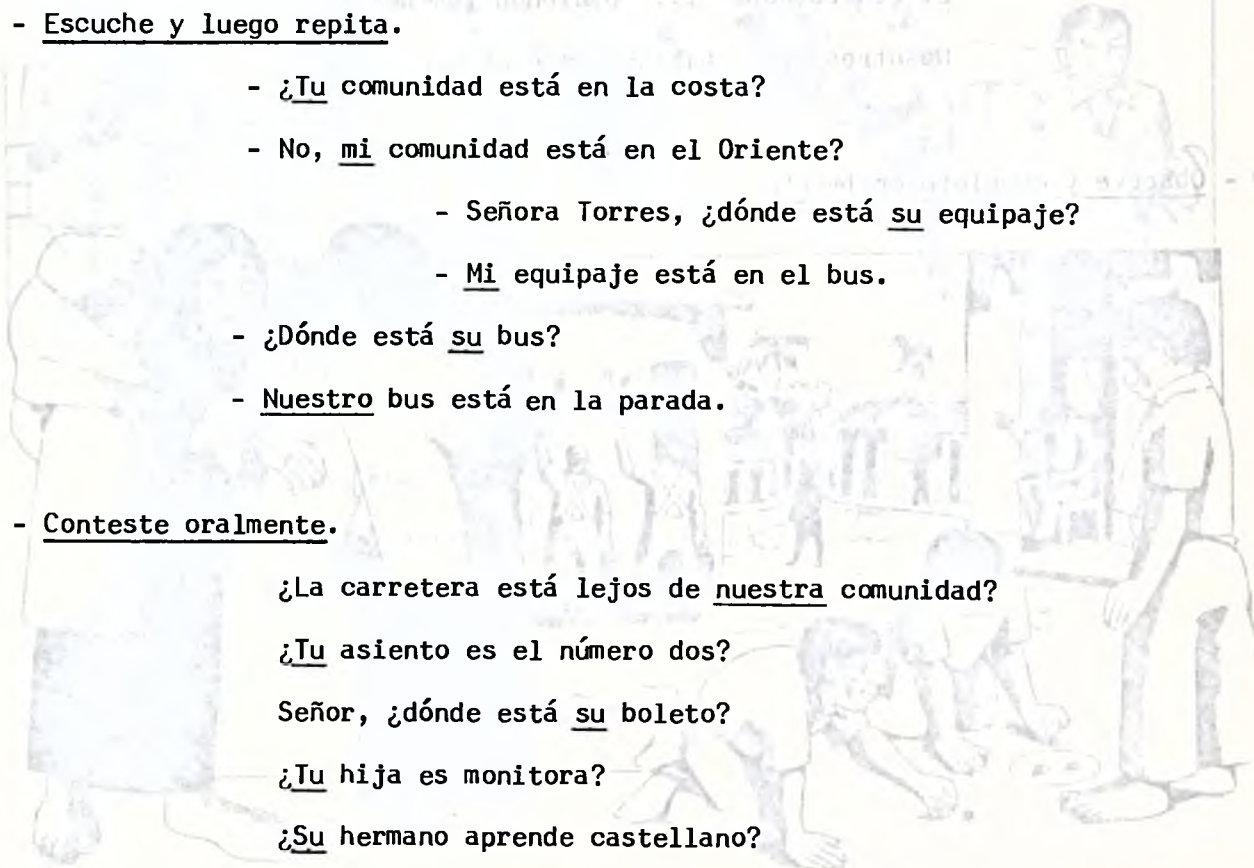 - Escuche y luego repita.
- ¿Tu comunidad está en la costa?
- No, mi comunidad está en el Oriente?
- Señora Torres, ¿dónde está su equipaje?
- Mi equipaje está en el bus.
- ¿Dónde está su bus?
- Nuestro bus está en la parada.
- Conteste oralmente.
¿La carretera está lejos de nuestra comunidad?
¿Tu asiento es el número dos?
Señor, ¿dónde está su boleto?
¿Tu hija es monitora?
¿Su hermano aprende castellano?